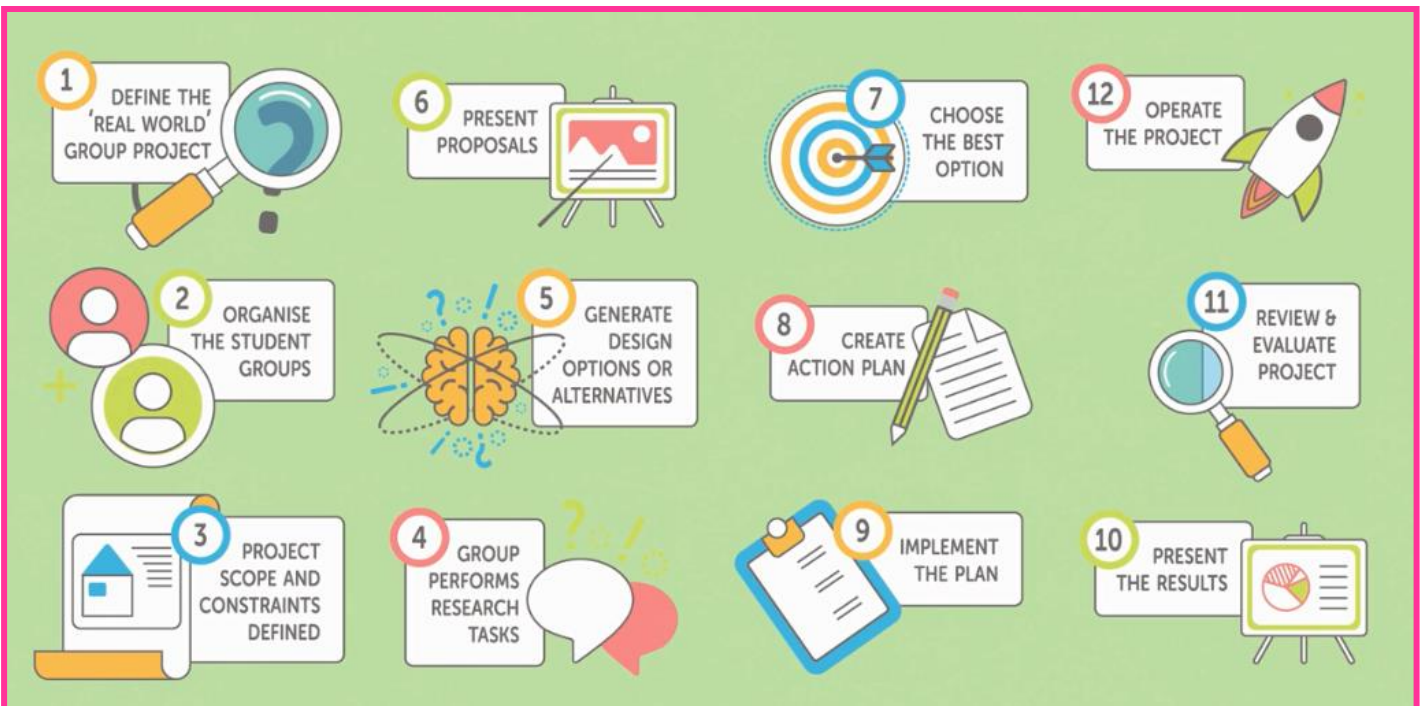 1
DEFINE THE
'REAL WORLD'
GROUP PROJECT
2
ORGANISE
THE STUDENT
GROUPS
3
PROJECT
SCOPE AND
CONSTRAINTS
DEFINED
4
GROUP
PERFORMS
RESEARCH
TASKS
5
GENERATE
DESIGN
OPTIONS OR
ALTERNATIVES
6
PRESENT
PROPOSALS
7
CHOOSE
THE BEST
OPTION
8
CREATE
ACTION PLAN
9
IMPLEMENT
THE PLAN
10
PRESENT
THE RESULTS
11
REVIEW &
EVALUATE
PROJECT
12
OPERATE
THE PROJECT